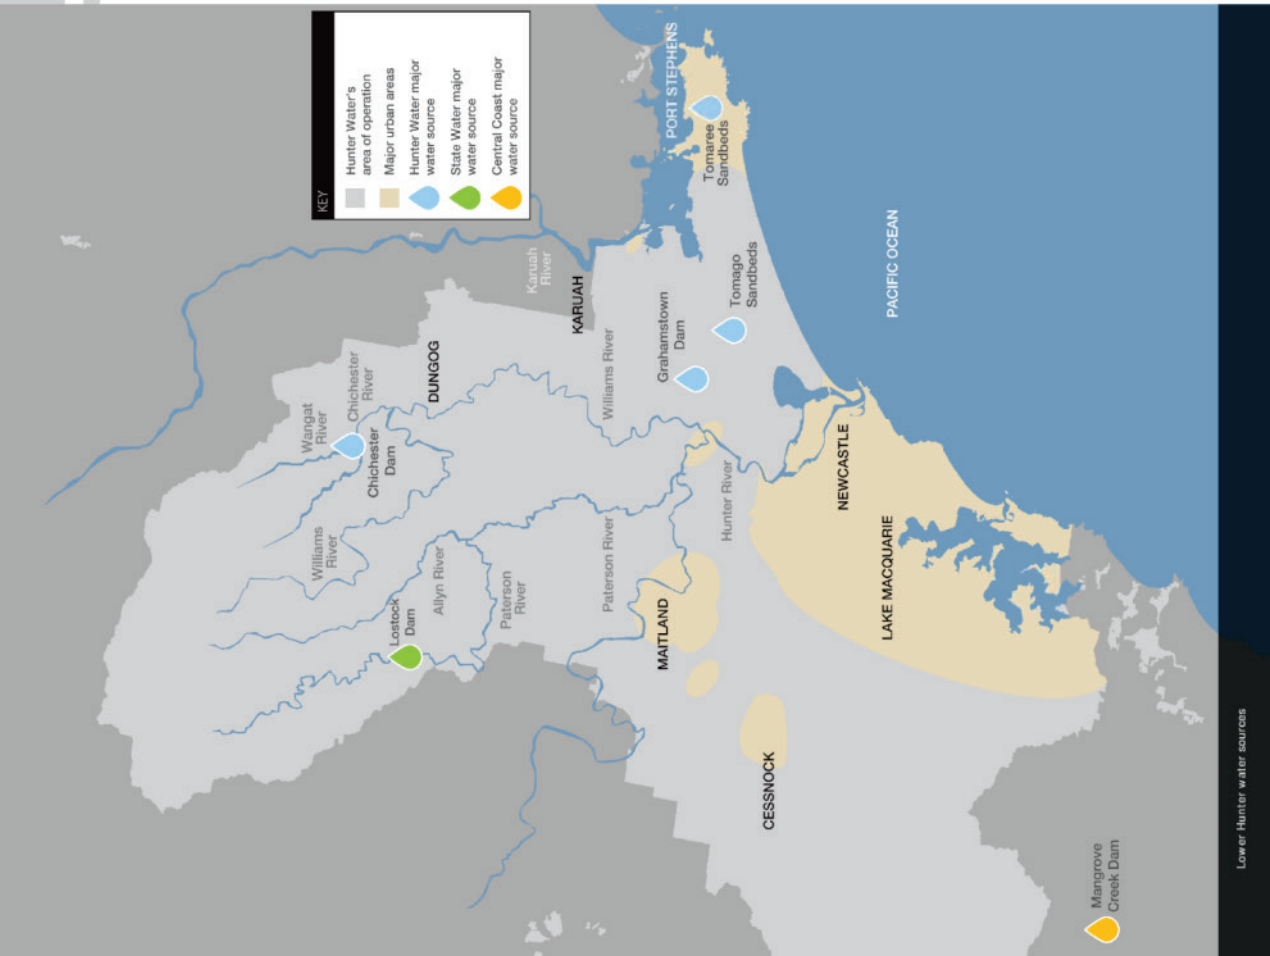 KEY
Hunter Water's
area of operation
Major urban areas
Hunter Water major
water source
State Water major
water source
Central Coast major
water source
Wangat
River
Williams
River
Chichester
River
Chichester
Dam
Lostock
Dam
DUNGOG
Allyn River
Paterson
River
Karuah
River
KARUAH
Paterson River
Williams River
MAITLAND
Grahamstown
Dam
PORT STEPHENS
Tomaree
Sandbeds
Hunter River
Tomago
Sandbeds
CESSNOCK
NEWCASTLE
LAKE MACQUARIE
PACIFIC OCEAN
Mangrove
Creek Dam
Lower Hunter water sources